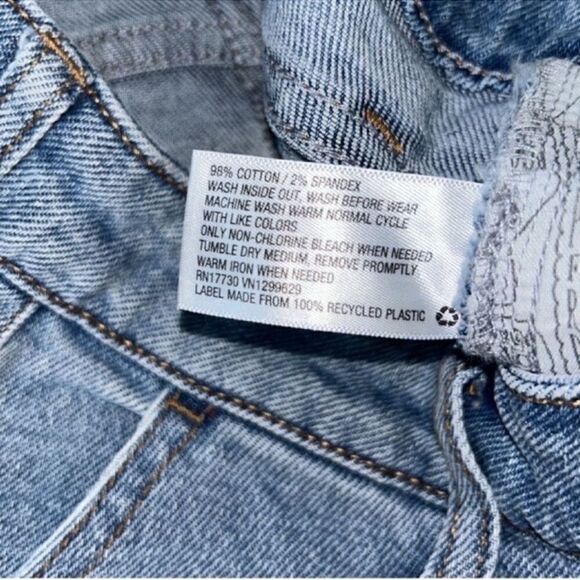 98% COTTON / 2% SPANDEX
WASH INSIDE OUT, WASH BEFORE WEAR
MACHINE WASH WARM NORMAL CYCLE
WITH LIKE COLORS
ONLY NON-CHLORINE BLEACH WHEN NEEDED
TUMBLE DRY MEDIUM, REMOVE PROMPTLY
WARM IRON WHEN NEEDED
RN17730 VN1299629
LABEL MADE FROM 100% RECYCLED PLASTIC